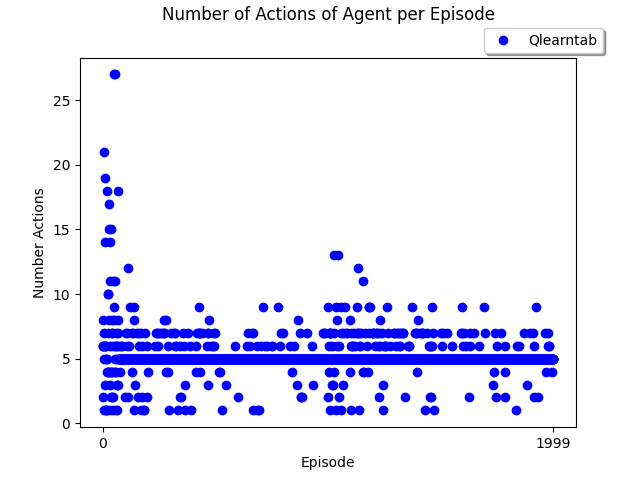 Number of Actions of Agent per Episode
Qlearntab
25
20
15
10
5
0
Number Actions
0 1999
Episode